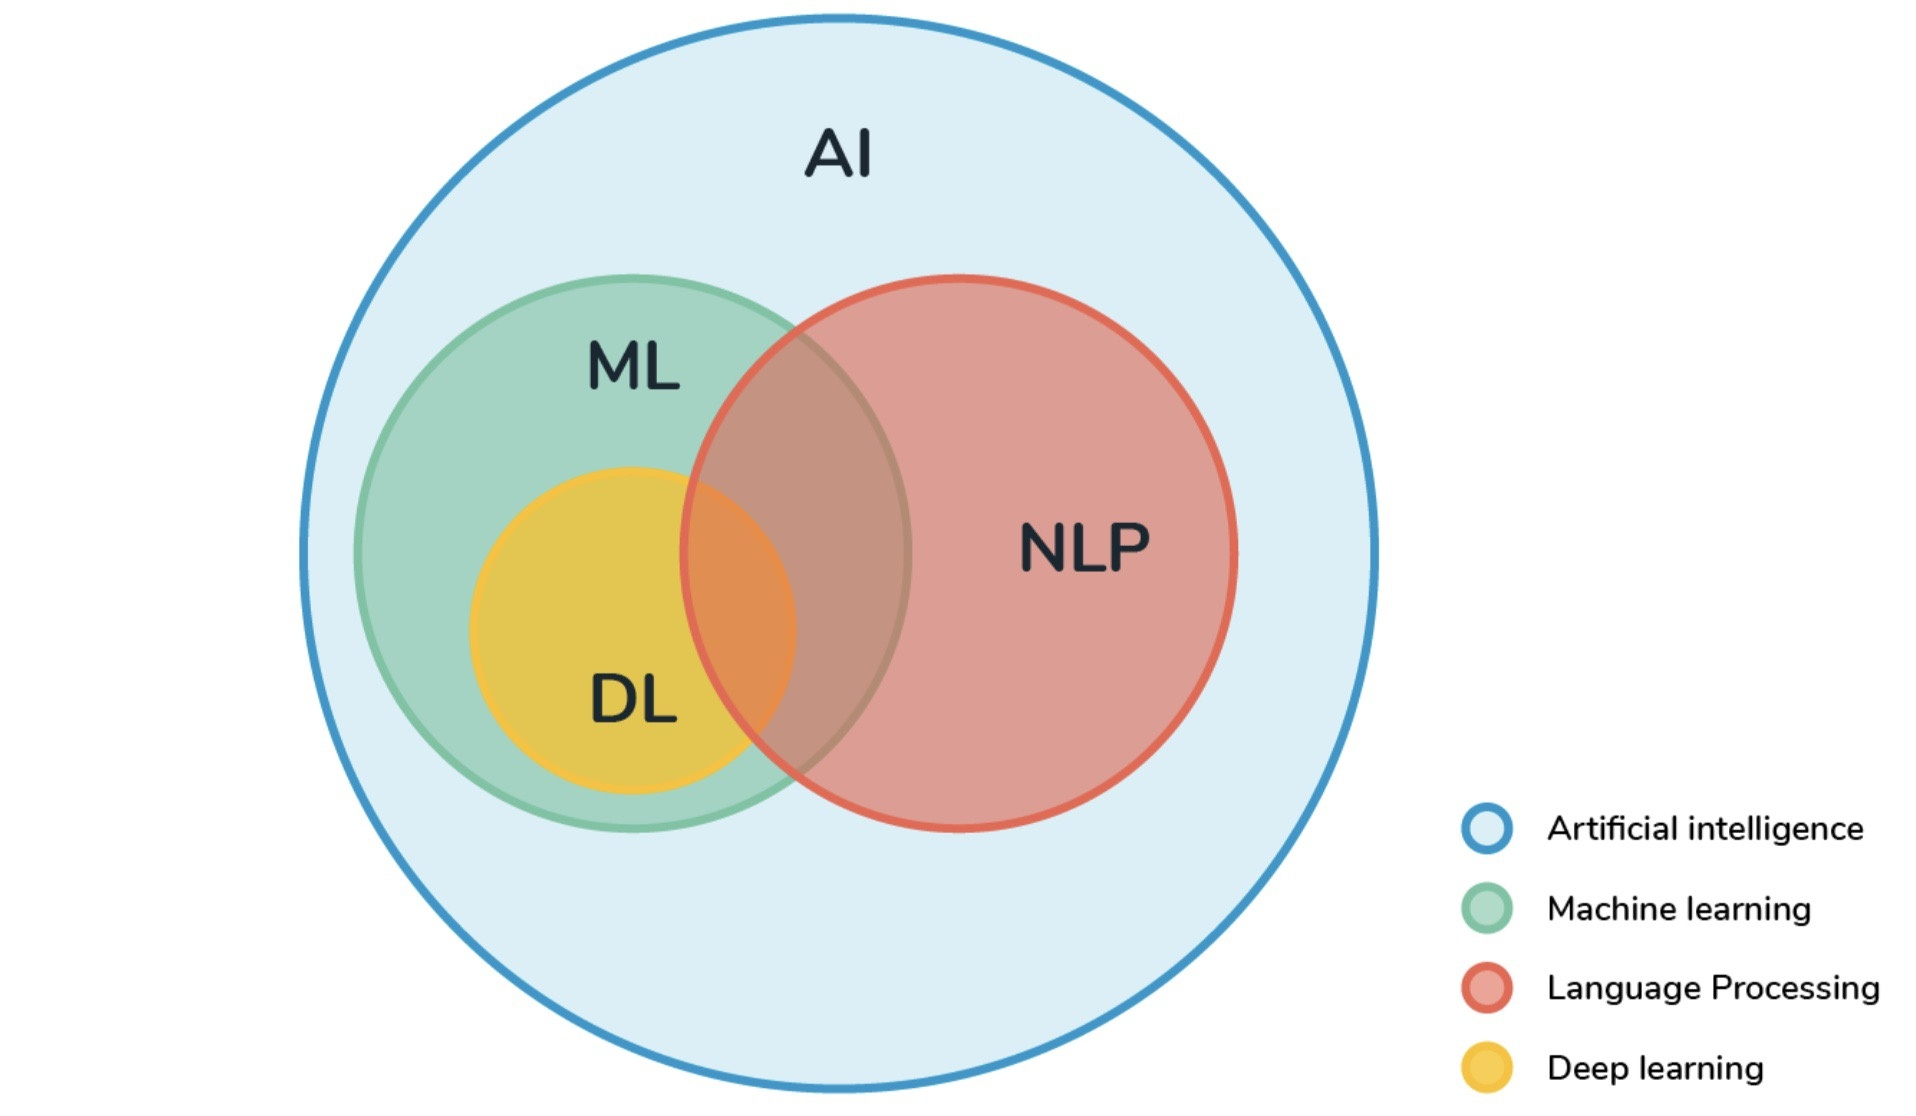 AI
ML
NLP
DL
Artificial intelligence
Machine learning
Language Processing
Deep learning